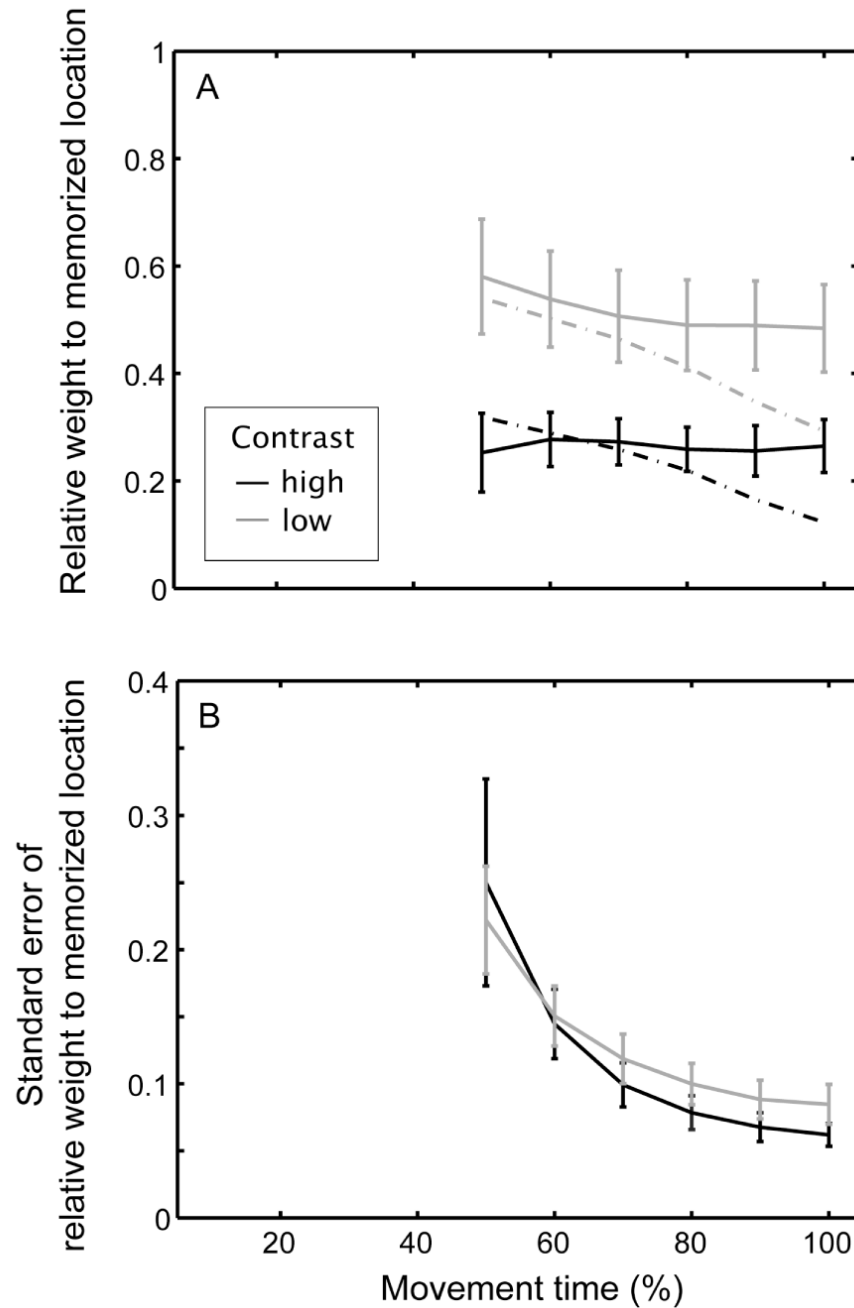 Relative weight to memorized location
A
1
0.8
0.6
0.4
0.2
0
Contrast
high
low
Standard error of
relative weight to memorized location
B
0.4
0.3
0.2
0.1
0
20
40
60
80
100
Movement time (%)